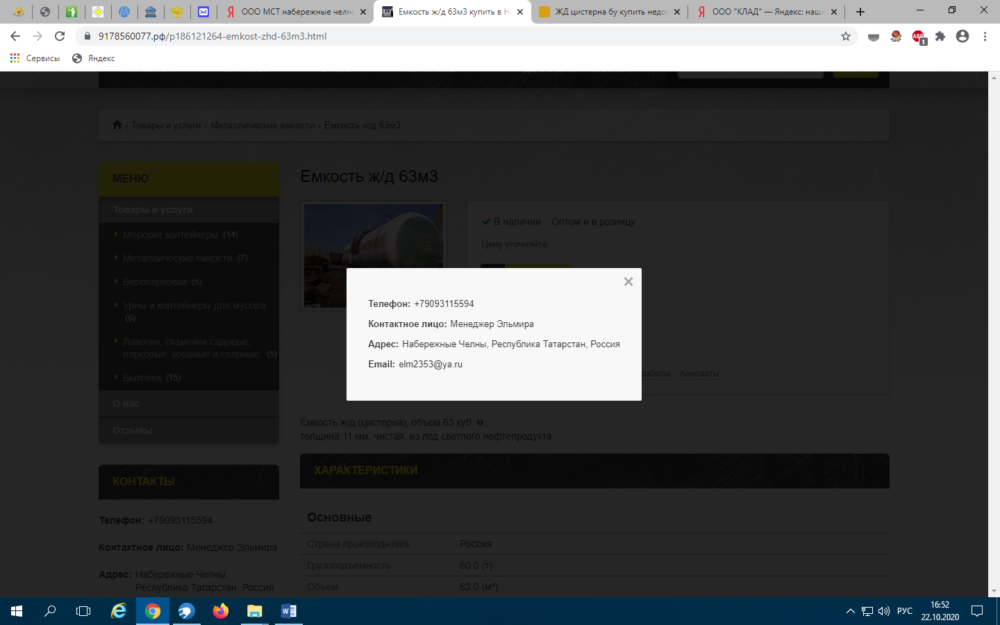 ООО МСТ набережные челн
Емкость ж/д 63м3 купить в Н
ЖД цистерна бу купить недо
ООО "КЛАД" — Яндекс: наш
9178560077.рф/p186121264-emkost-zhd-63m3.html
ABP
1
Сервисы
Яндекс
Товары и услуги › Металлические емкости › Емкость ж/д 63м3
МЕНЮ
Товары и услуги
Морские контейнеры (14)
Металлические емкости (7)
Велопарковки (5)
Урны и контейнеры для мусора
(6)
Лавочки, скамейки садовые,
парковые, кованые и сварные. (5)
Бытовки (15)
О нас
Отзывы
Емкость ж/д 63м3
В наличии Оптом и в розницу
Цену уточняйте
Телефон: +79093115594
Контактное лицо: Менеджер Эльмира
Адрес: Набережные Челны, Республика Татарстан, Россия
Email: elm2353@ya.ru
работы Контакты
Емкость ж/д (цистерна), объем 63 куб. м.,
толщина 11 мм, чистая, из под светлого нефтепродукта.
ХАРАКТЕРИСТИКИ
Основные
Страна производитель Россия
Грузоподъемность 60.0 (т)
Объем 63.0 (м³)
КОНТАКТЫ
Телефон: +79093115594
Контактное лицо: Менеджер Эльмира
Адрес: Набережные Челны,
Республика Татарстан, Россия
РУС
16:52
22.10.2020